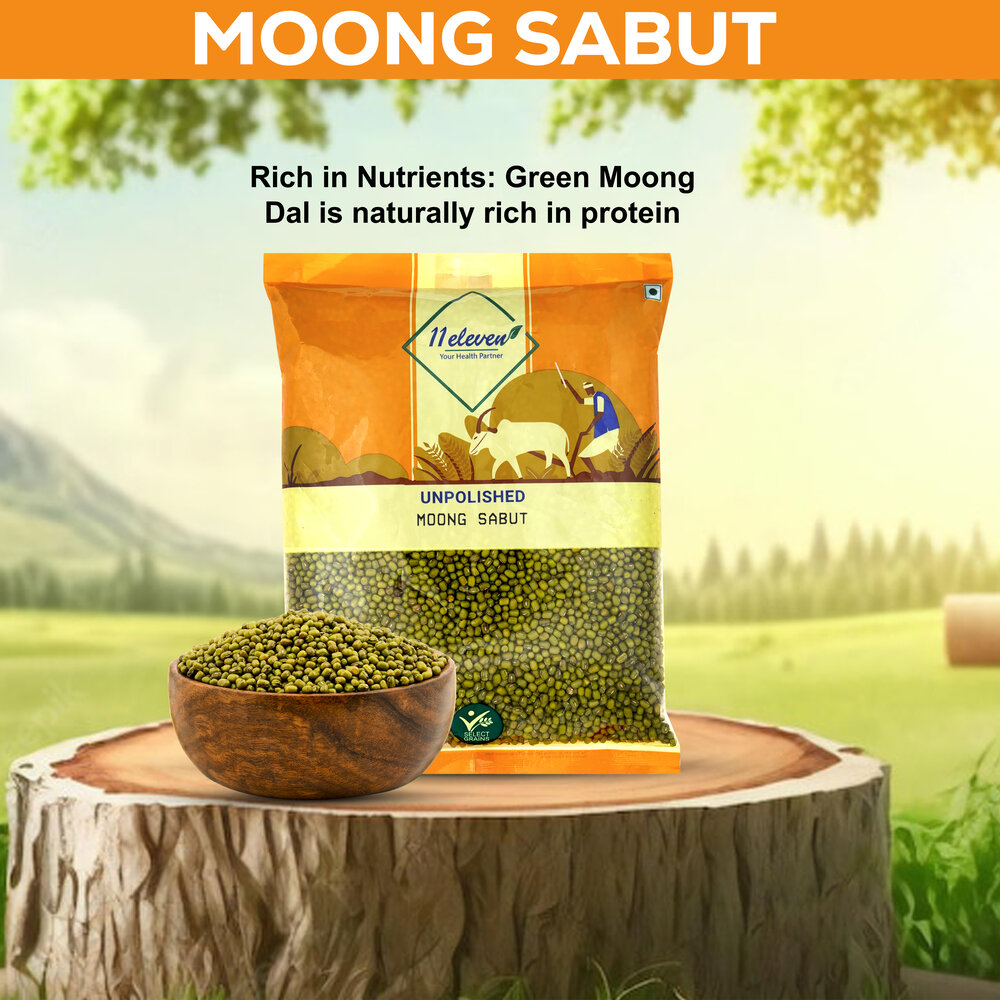 MOONG SABUT
Rich in Nutrients: Green Moong
Dal is naturally rich in protein
11eleven
Your Health Partner
UNPOLISHED
MOONG SABUT
SELECT
GRAINS